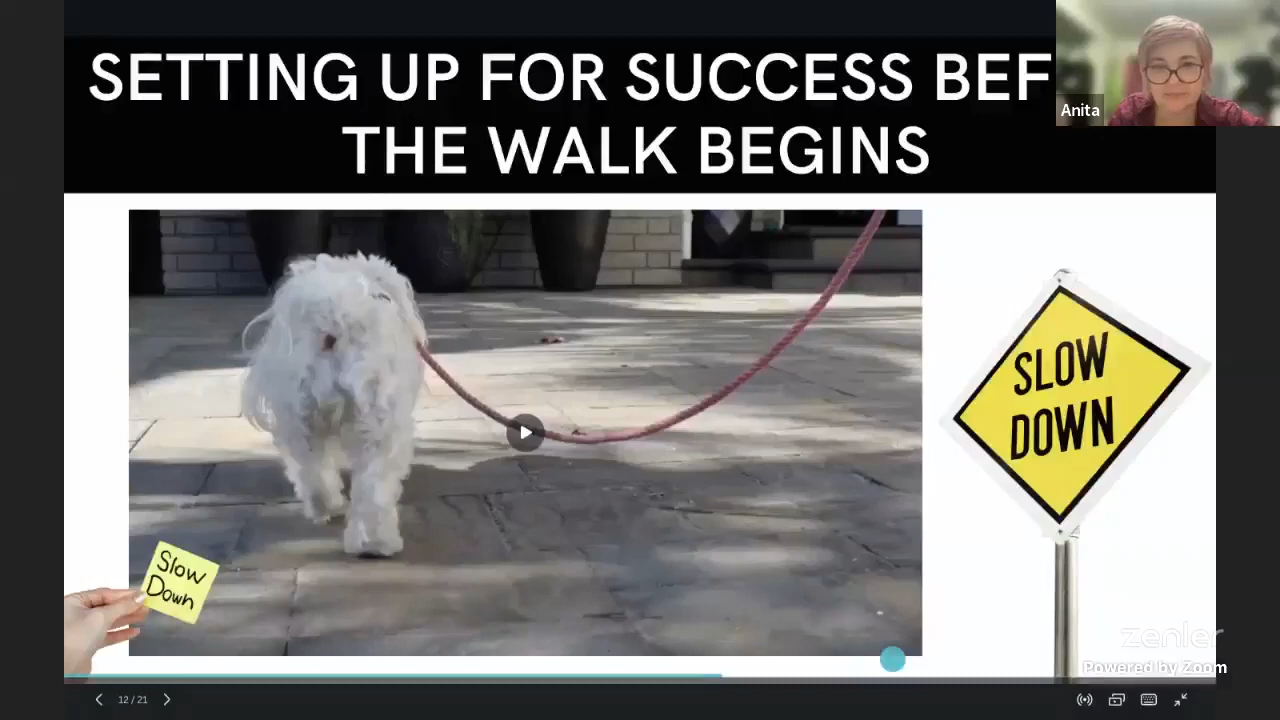 SETTING UP FOR SUCCESS BEF
THE WALK BEGINS
Anita
SLOW
DOWN
Slow
Down
zenler
Powered by Zoom
12 / 21